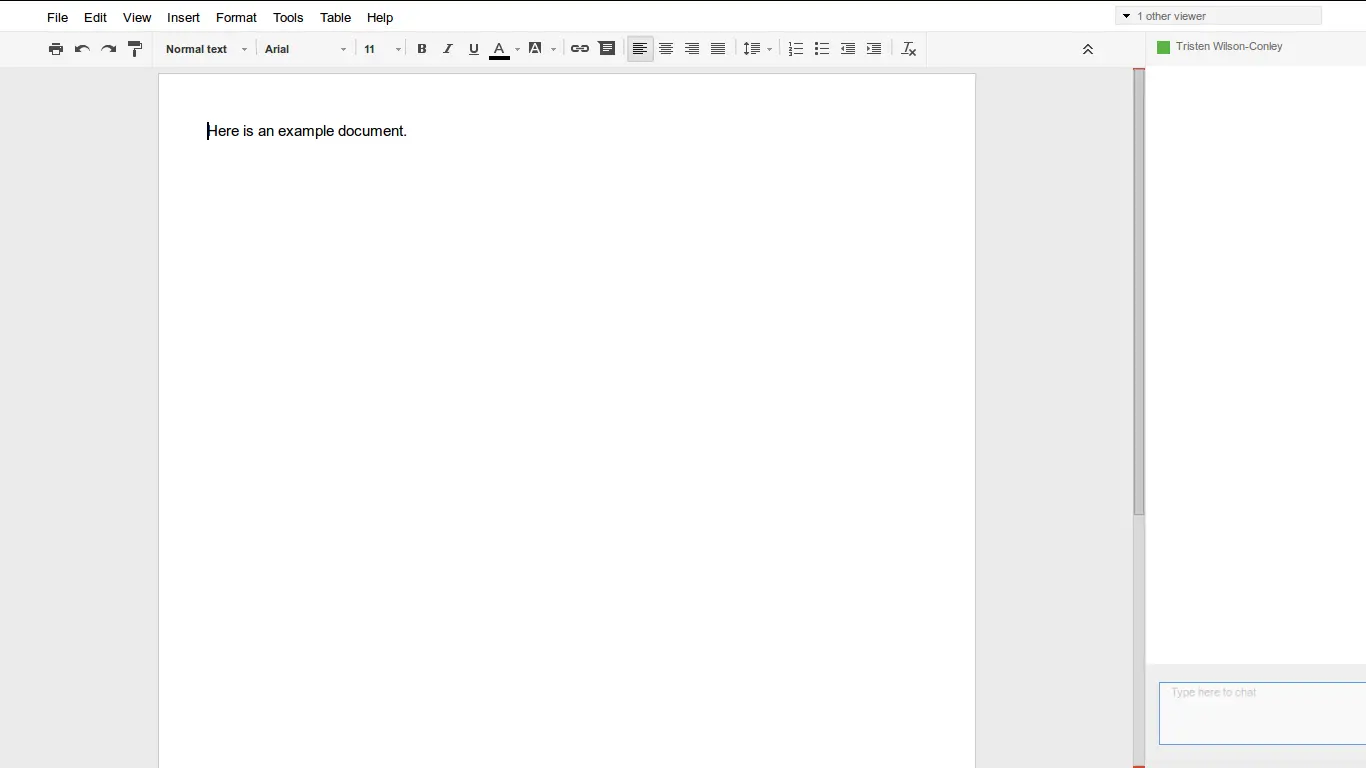 File Edit View Insert Format Tools Table Help
1 other viewer
Normal text Arial 11 B I U A A
Tristen Wilson-Conley
Here is an example document.
Type here to chat